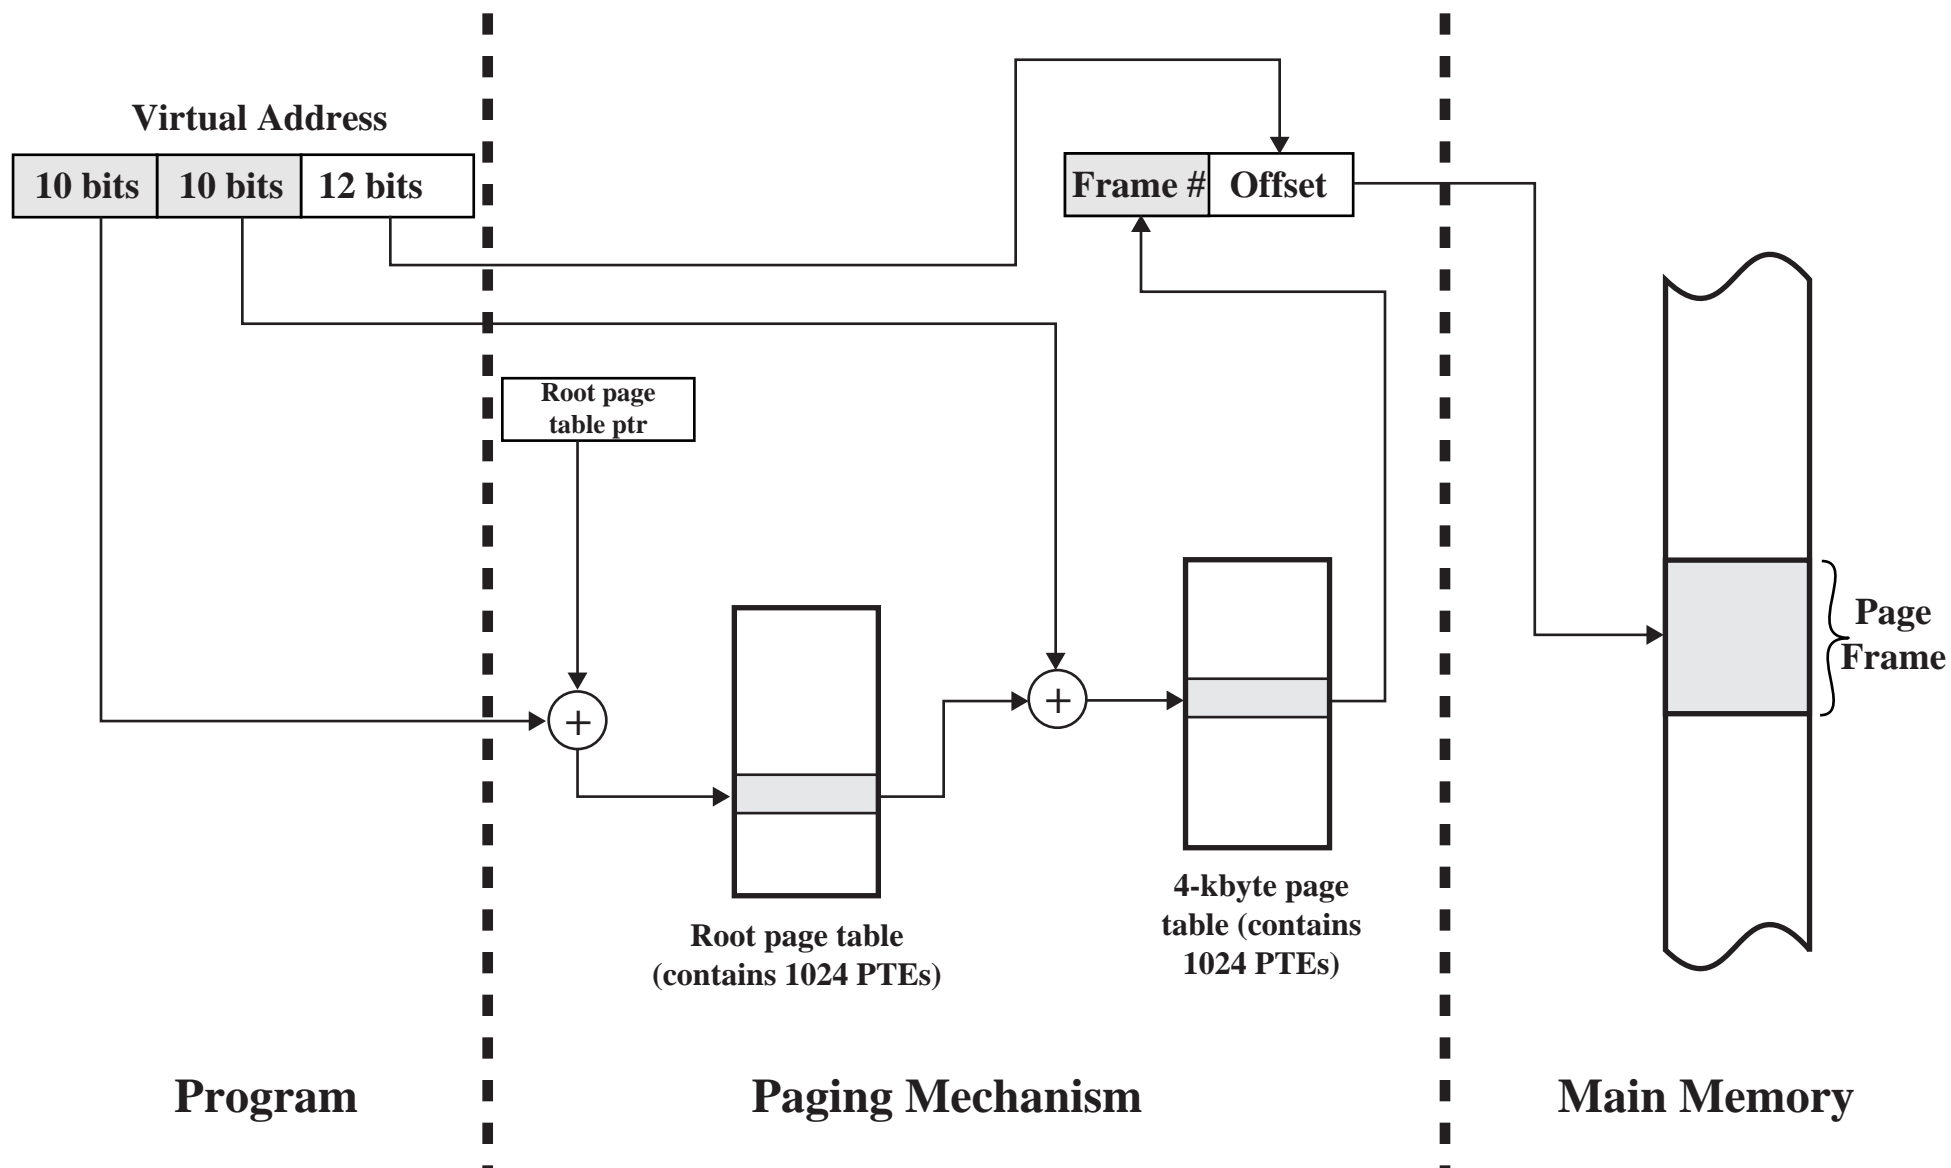 Virtual Address
10 bits
10 bits
12 bits
Frame #
Offset
Root page
table ptr
+
+
Page
Frame
Root page table
(contains 1024 PTEs)
4-kbyte page
table (contains
1024 PTEs)
Program
Paging Mechanism
Main Memory